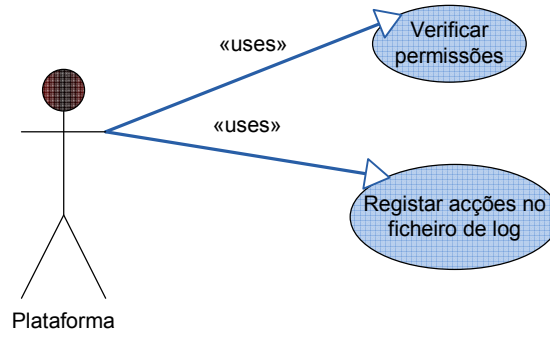 «uses»
Verificar
permissões
«uses»
Registar acções no
ficheiro de log
Plataforma